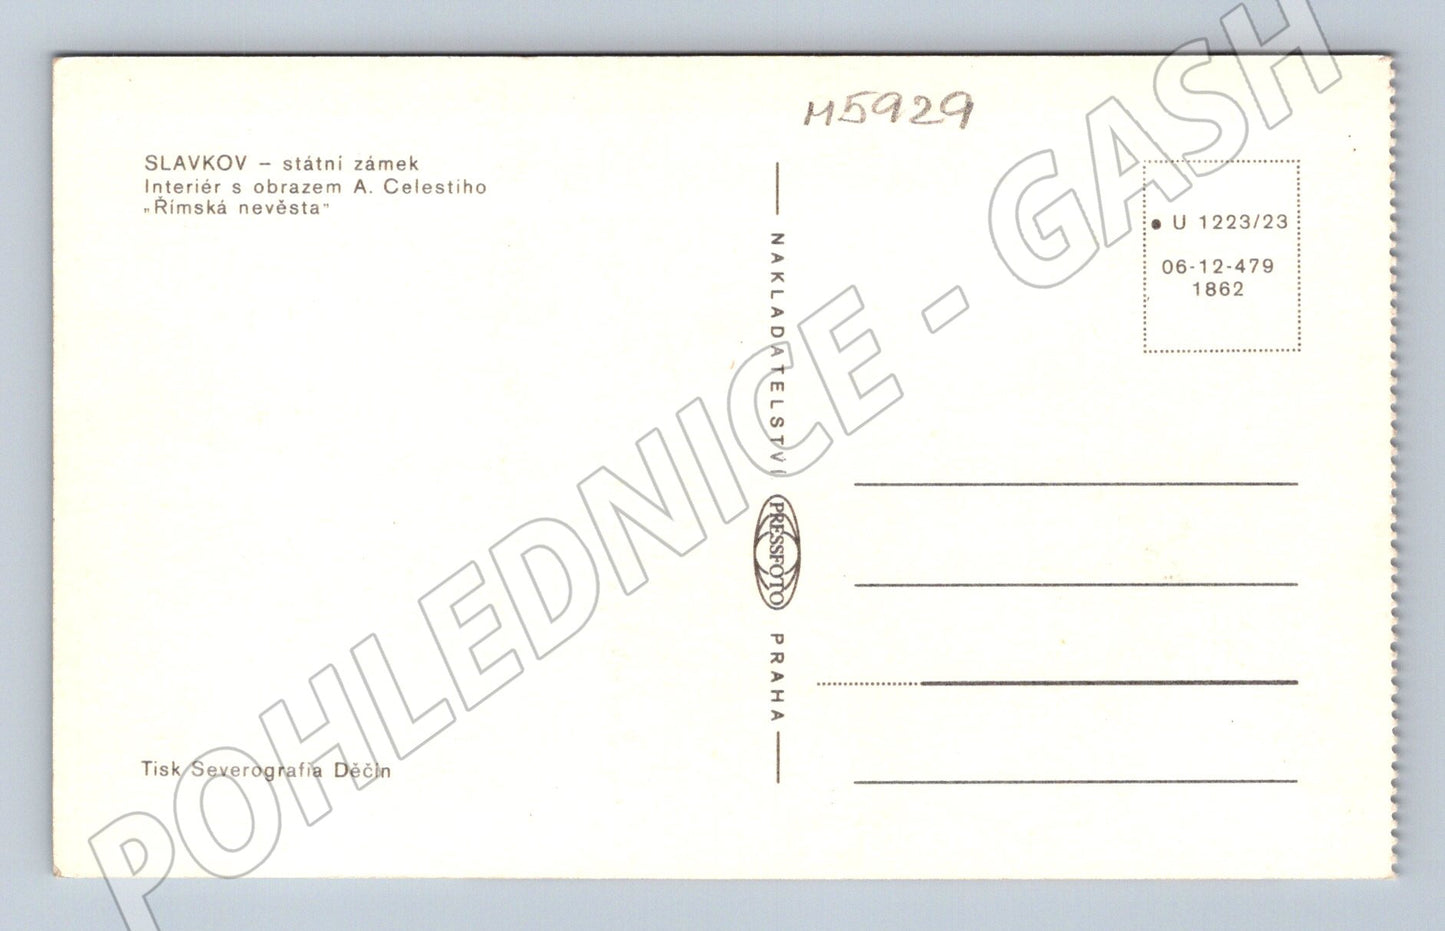 M5929
SLAVKOV – státní zámek
Interiér s obrazem A. Celestiho
„Římská nevěsta"
• U 1223/23
06-12-479
1862
NAKLADATELSTVÍ
PRESSFOTO
PRAHA
Tisk Severografia Děčín
POHLEDNICE - GASH